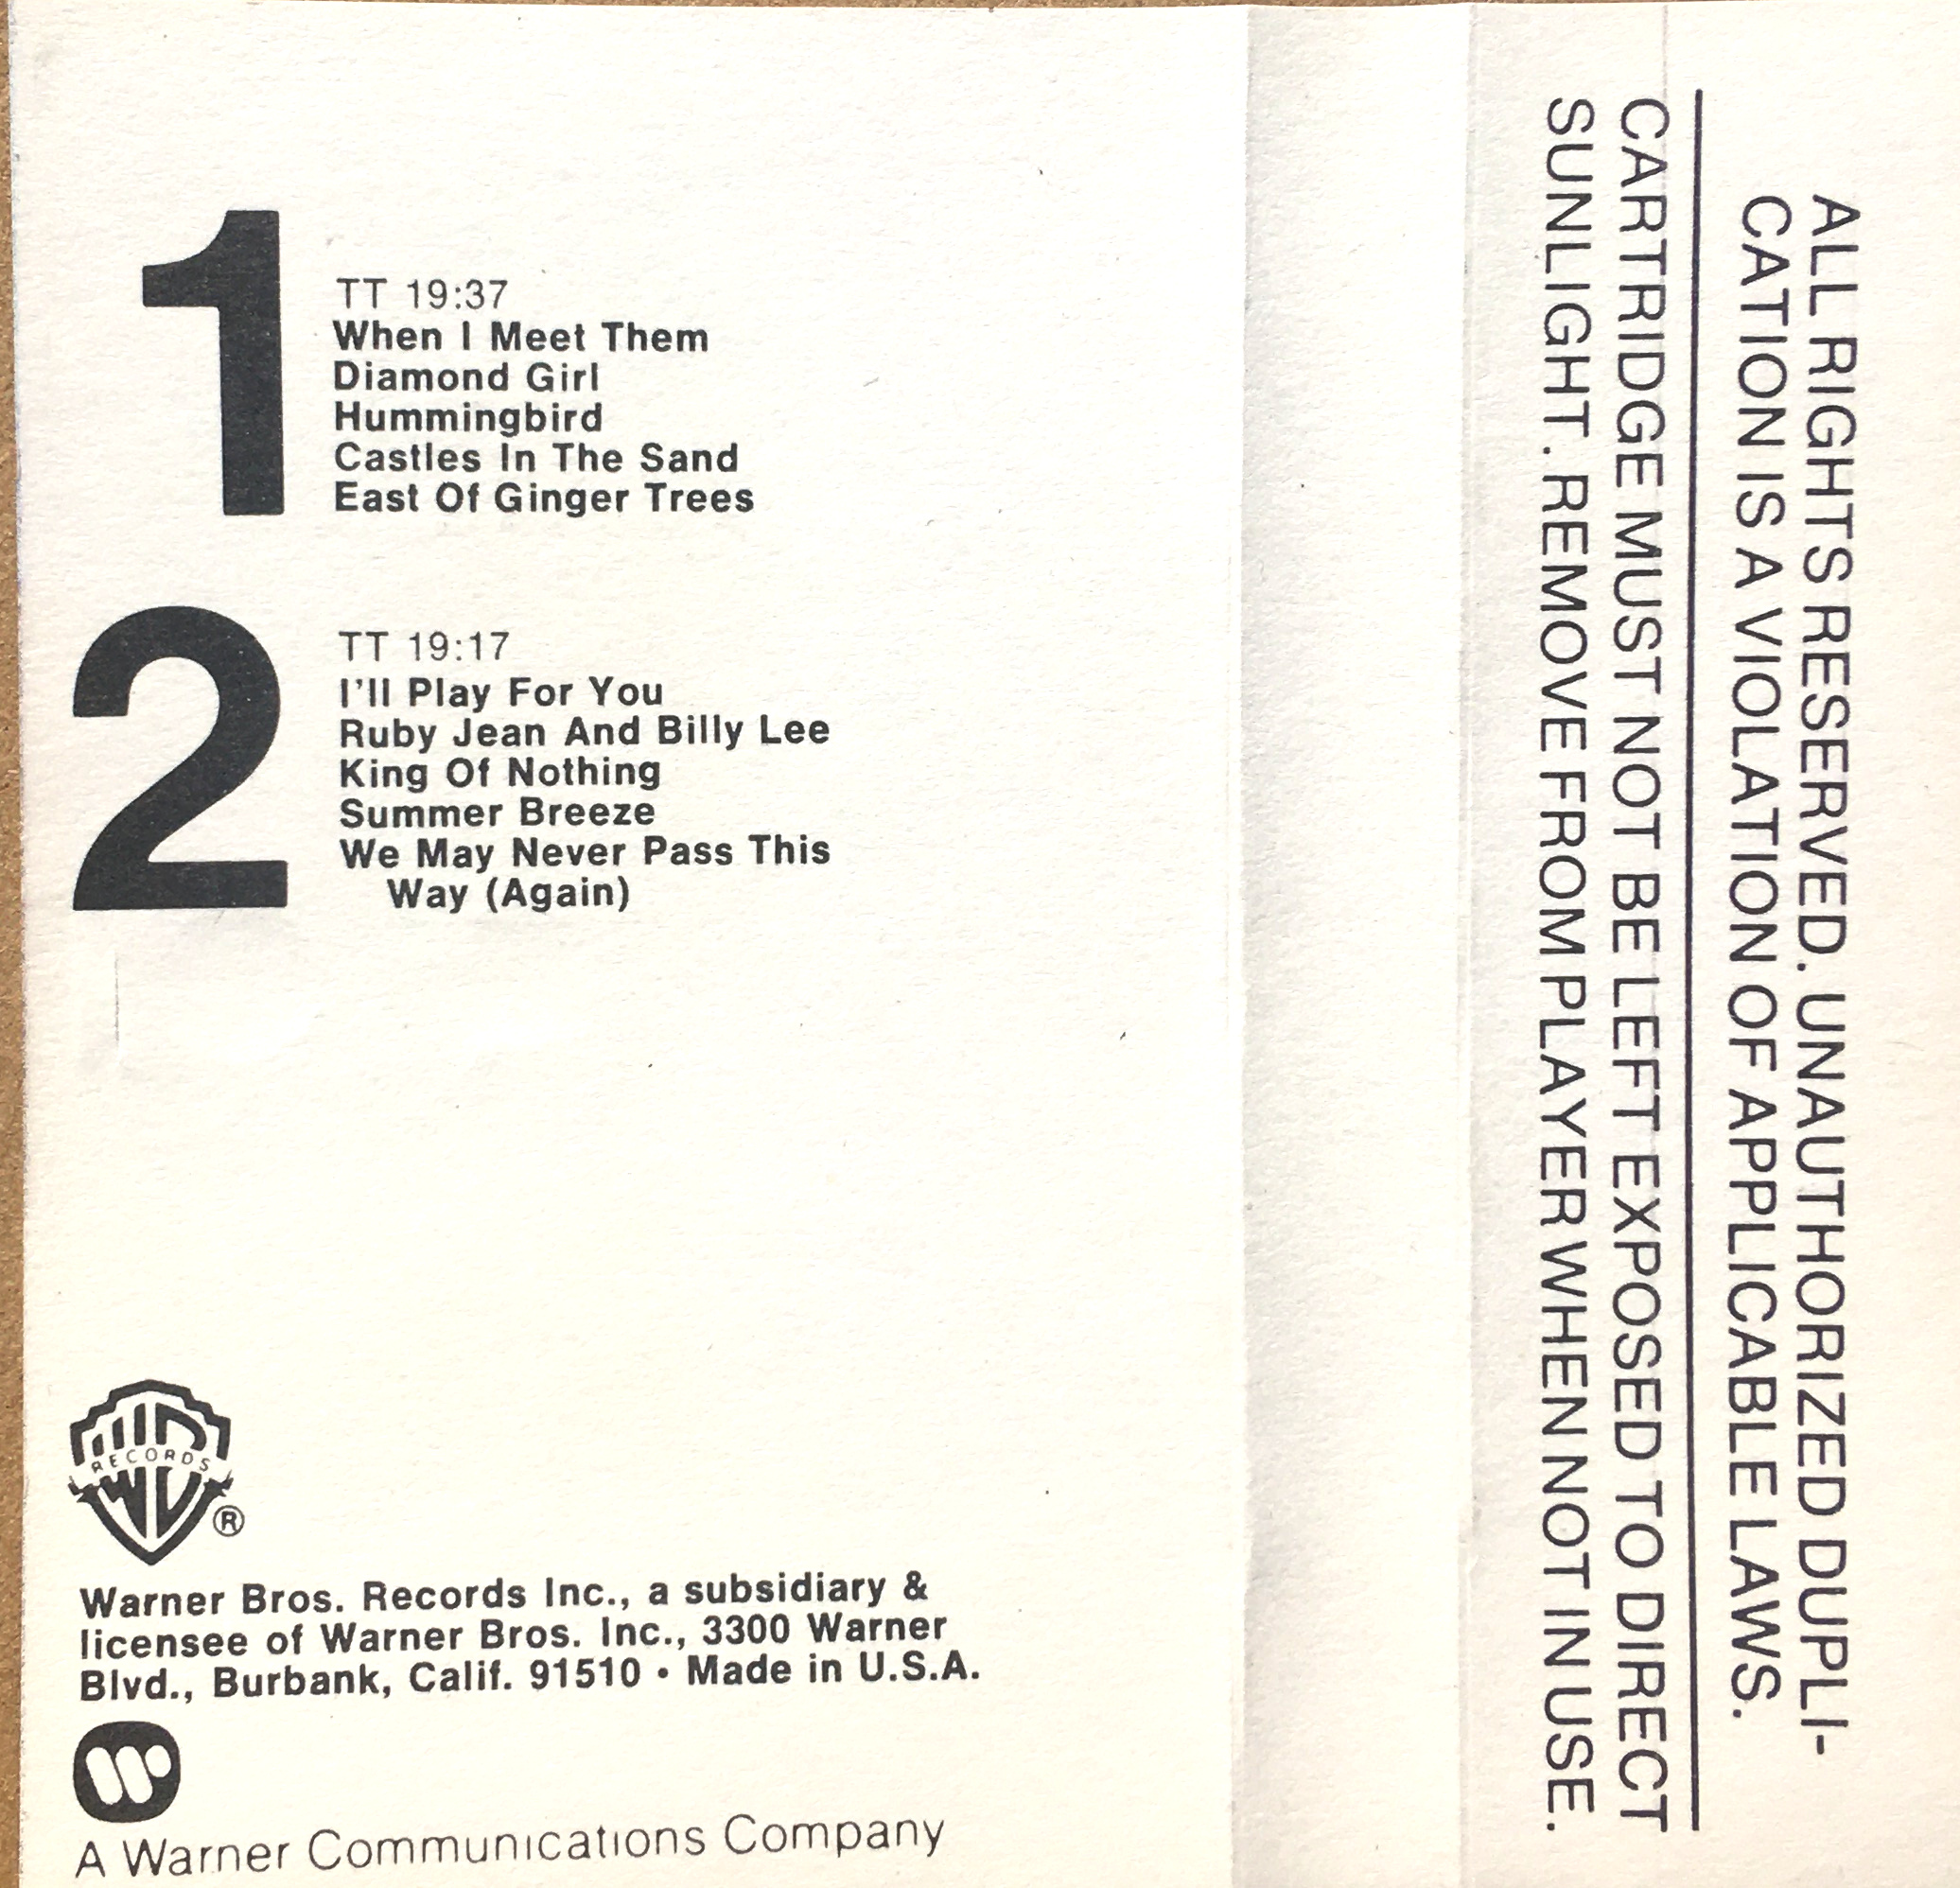 1
TT 19:37
When I Meet Them
Diamond Girl
Hummingbird
Castles In The Sand
East Of Ginger Trees
2
TT 19:17
I'll Play For You
Ruby Jean And Billy Lee
King Of Nothing
Summer Breeze
We May Never Pass This
Way (Again)
WB
RECORDS
®
Warner Bros. Records Inc., a subsidiary &
licensee of Warner Bros. Inc., 3300 Warner
Blvd., Burbank, Calif. 91510 • Made in U.S.A.
A Warner Communications Company
ALL RIGHTS RESERVED. UNAUTHORIZED DUPLI-
CATION IS A VIOLATION OF APPLICABLE LAWS.
CARTRIDGE MUST NOT BE LEFT EXPOSED TO DIRECT
SUNLIGHT. REMOVE FROM PLAYER WHEN NOT IN USE.